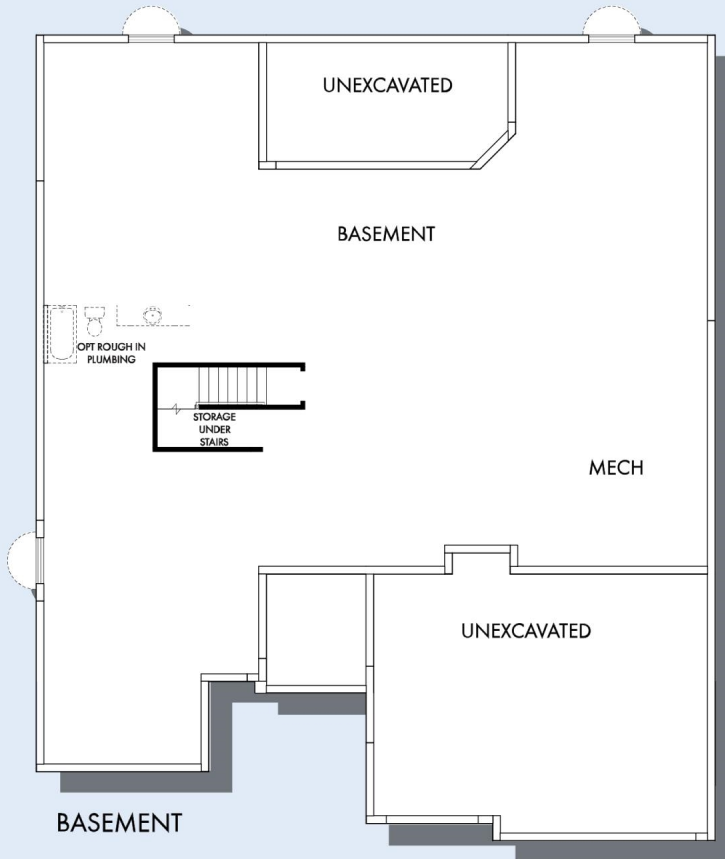 UNEXCAVATED
BASEMENT
OPT ROUGH IN
PLUMBING
STORAGE
UNDER
STAIRS
MECH
UNEXCAVATED
BASEMENT